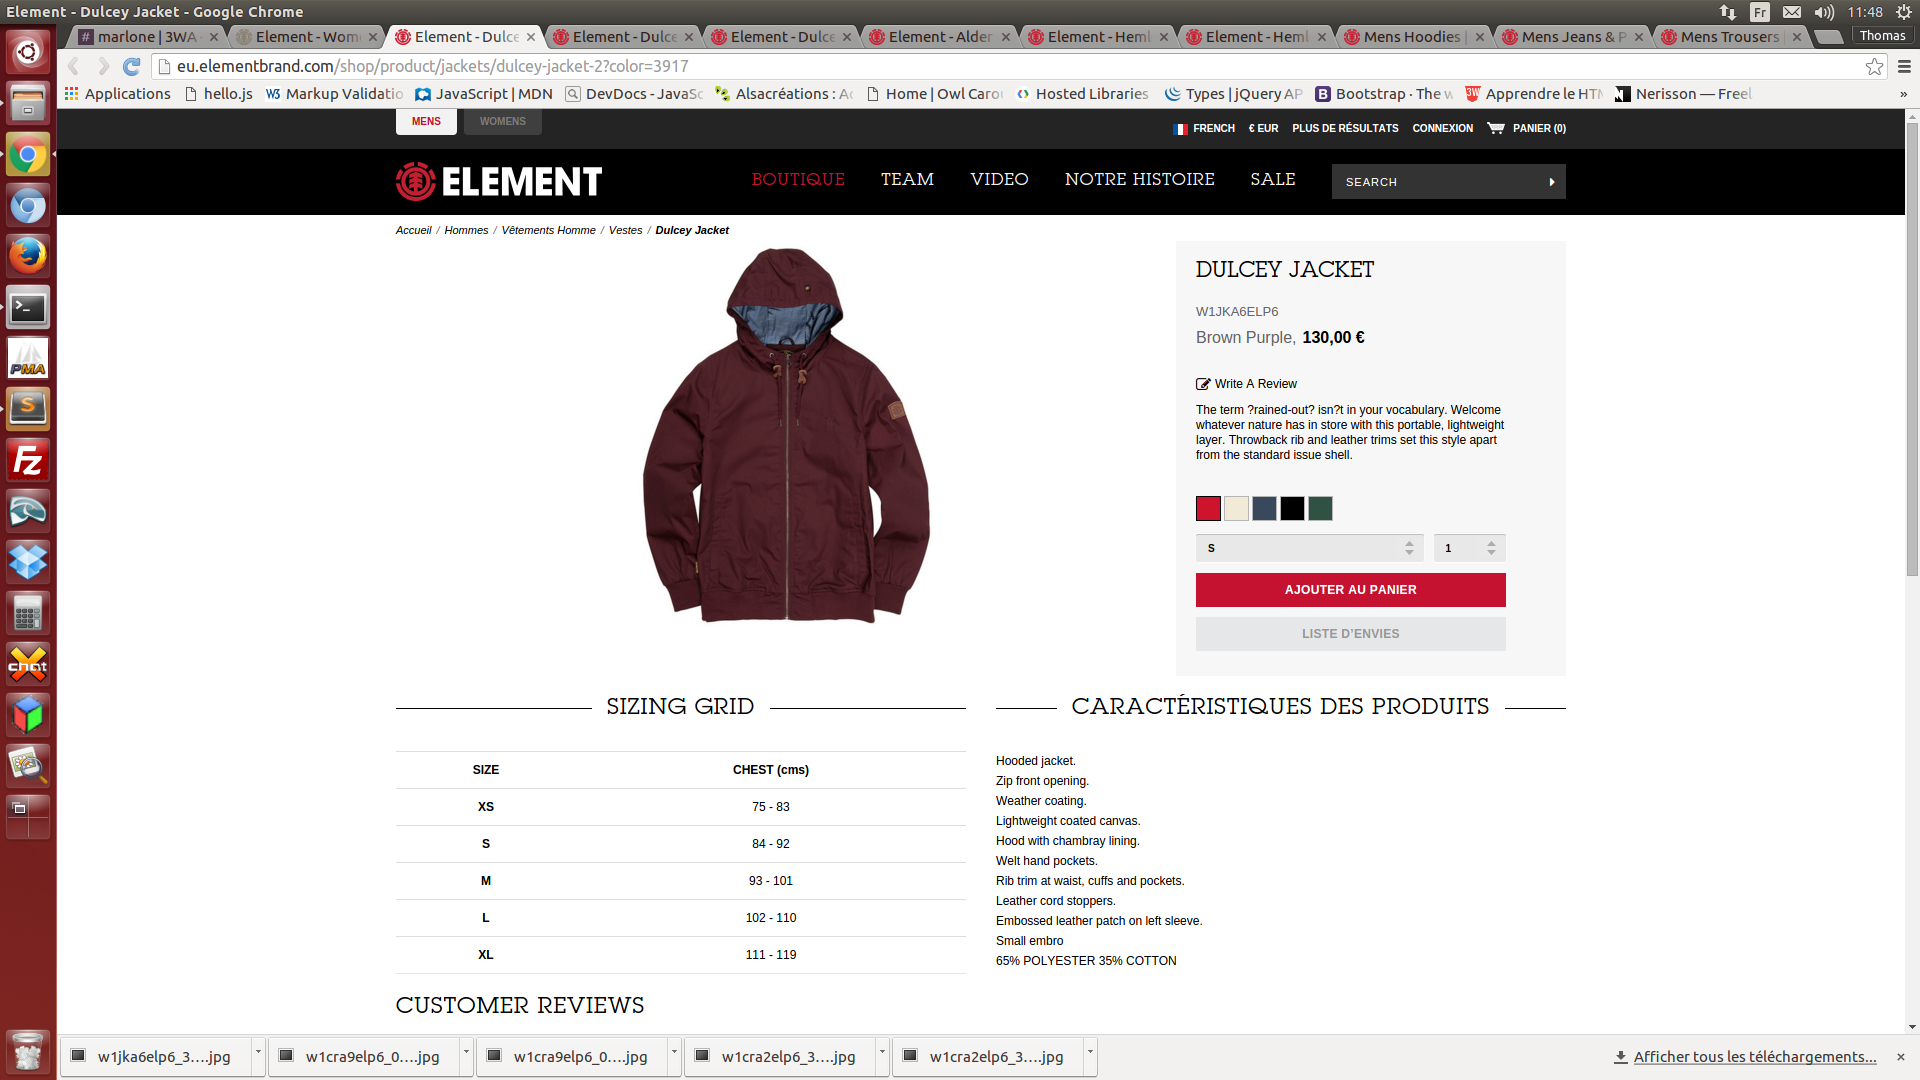 Element - Dulcey Jacket - Google Chrome
Fr
11:48
marlone | 3WA
Element - Wom
Element - Dulce
Element - Dulce
Element - Dulce
Element - Alder
Element - Heml
Element - Heml
Mens Hoodies |
Mens Jeans & P
Mens Trousers
Thomas
eu.elementbrand.com/shop/product/jackets/dulcey-jacket-2?color=3917
Applications
hello.js
Markup Validatio
JavaScript | MDN
DevDocs - JavaSc
Alsacréations : Ac
Home | Owl Carou
Hosted Libraries
Types | jQuery AP
Bootstrap · The w
Apprendre le HTM
Nerisson — Freel
»
MENS
WOMENS
FRENCH
€ EUR
PLUS DE RÉSULTATS
CONNEXION
PANIER (0)
ELEMENT
BOUTIQUE
TEAM
VIDEO
NOTRE HISTOIRE
SALE
SEARCH
Accueil / Hommes / Vêtements Homme / Vestes / Dulcey Jacket
DULCEY JACKET
W1JKA6ELP6
Brown Purple, 130,00 €
Write A Review
The term ?rained-out? isn?t in your vocabulary. Welcome
whatever nature has in store with this portable, lightweight
layer. Throwback rib and leather trims set this style apart
from the standard issue shell.
S
1
AJOUTER AU PANIER
LISTE D'ENVIES
SIZING GRID
SIZE CHEST (cms)
XS 75 - 83
S 84 - 92
M 93 - 101
L 102 - 110
XL 111 - 119
CARACTÉRISTIQUES DES PRODUITS
Hooded jacket.
Zip front opening.
Weather coating.
Lightweight coated canvas.
Hood with chambray lining.
Welt hand pockets.
Rib trim at waist, cuffs and pockets.
Leather cord stoppers.
Embossed leather patch on left sleeve.
Small embro
65% POLYESTER 35% COTTON
CUSTOMER REVIEWS
w1jka6elp6_3....jpg
w1cra9elp6_0....jpg
w1cra9elp6_0....jpg
w1cra2elp6_3....jpg
w1cra2elp6_3....jpg
Afficher tous les téléchargements...
PMA
S
Fz
chat